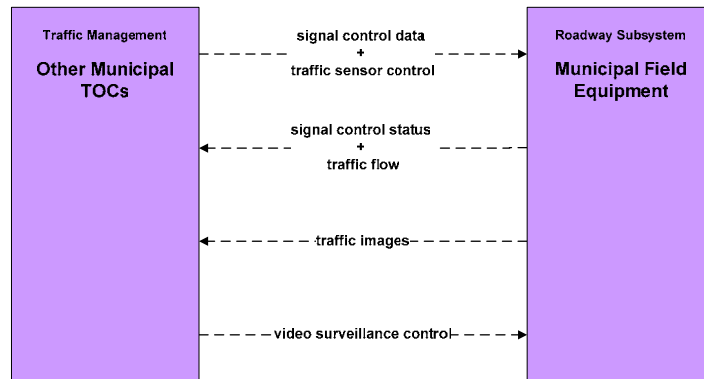 Traffic Management
Other Municipal
TOCs
signal control data
+
traffic sensor control
Roadway Subsystem
Municipal Field
Equipment
signal control status
+
traffic flow
traffic images
video surveillance control